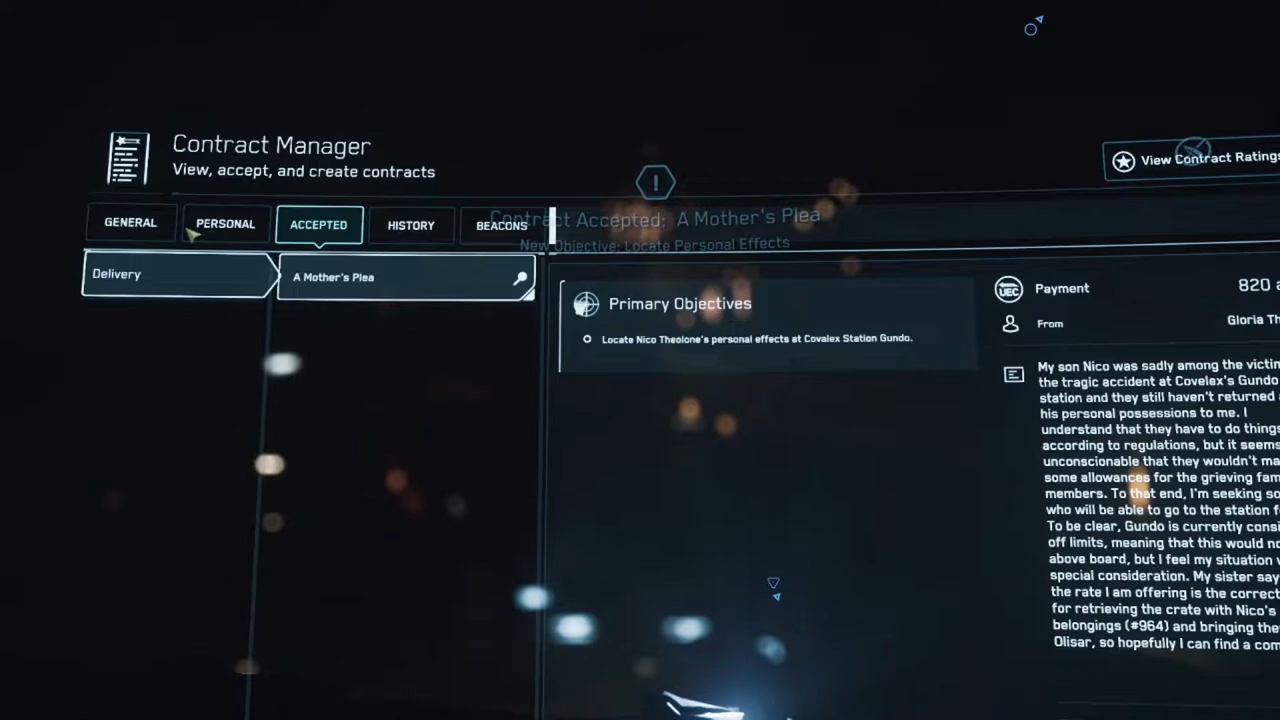 Contract Manager
View, accept, and create contracts
View Contract Ratings
GENERAL
PERSONAL
ACCEPTED
HISTORY
BEACONS
Contract Accepted: A Mother's Plea
New Objective: Locate Personal Effects
Delivery
A Mother's Plea
Primary Objectives
Locate Nico Theolone's personal effects at Covalex Station Gundo.
UEC
Payment
820
From
Gloria
My son Nico was sadly among the
the tragic accident at Covelex's Gundo
station and they still haven't returned
his personal possessions to me. I
understand that they have to do things
according to regulations, but it seems
unconscionable that they wouldn't
some allowances for the grieving
members. To that end, I'm seeking
who will be able to go to the station
To be clear, Gundo is currently
off limits, meaning that this would
above board, but I feel my situation
special consideration. My sister
the rate I am offering is the correct
for retrieving the crate with Nico's
belongings (#964) and bringing
Olisar, so hopefully I can find a